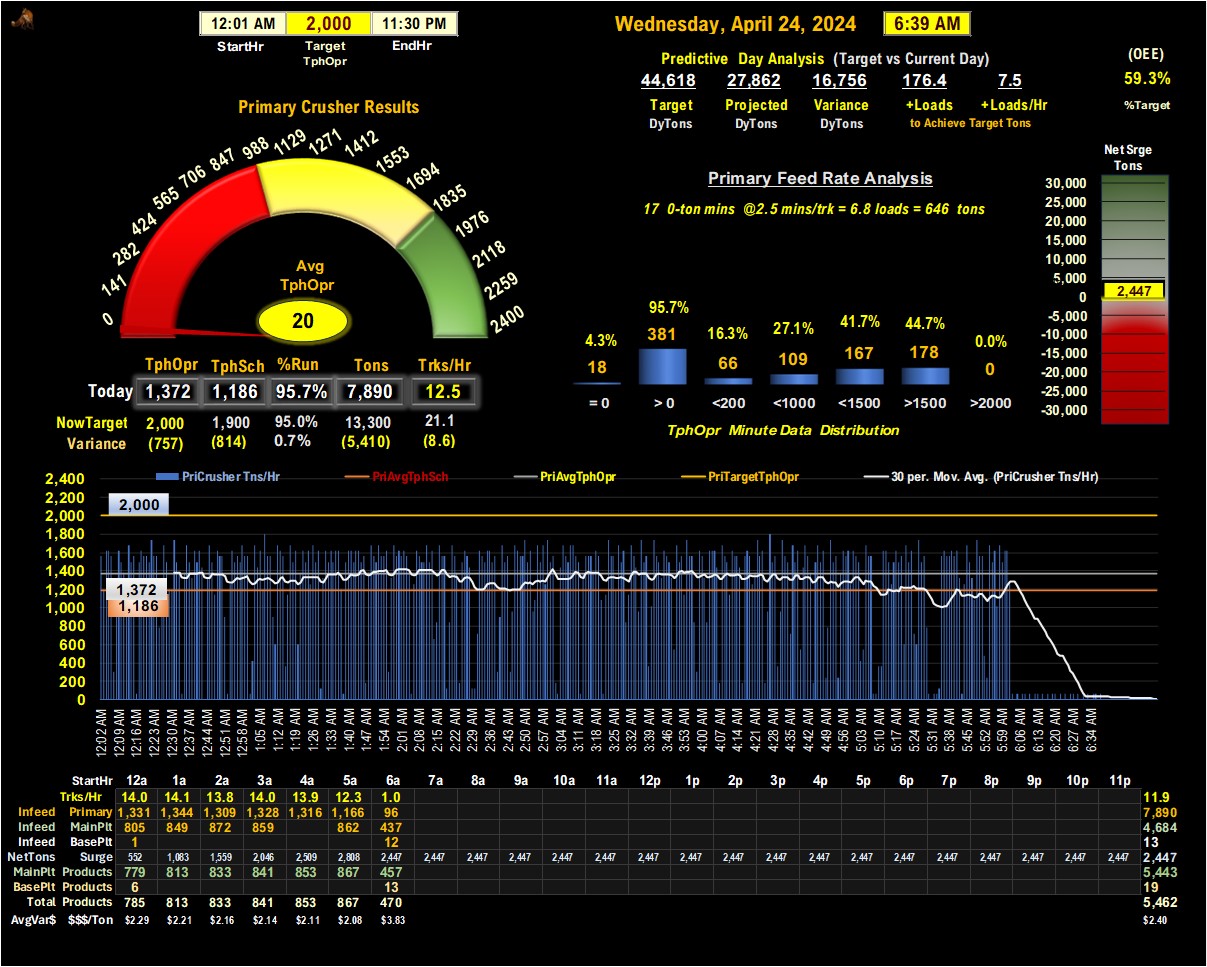 12:01 AM 2,000 11:30 PM
StartHr Target TphOpr EndHr
Wednesday, April 24, 2024 6:39 AM
Predictive Day Analysis (Target vs Current Day)
44,618 27,862 16,756 176.4 7.5
Target Projected Variance +Loads +Loads/Hr
DyTons DyTons DyTons to Achieve Target Tons
(OEE)
59.3%
%Target
Primary Crusher Results
0 141 282 424 565 706 847 988 1129 1271 1412 1553 1694 1835 1976 2118 2259 2400
Avg
TphOpr
20
TphOpr TphSch %Run Tons Trks/Hr
Today 1,372 1,186 95.7% 7,890 12.5
NowTarget 2,000 1,900 95.0% 13,300 21.1
Variance (757) (814) 0.7% (5,410) (8.6)
Primary Feed Rate Analysis
17 0-ton mins @2.5 mins/trk = 6.8 loads = 646 tons
4.3% 95.7% 16.3% 27.1% 41.7% 44.7% 0.0%
18 381 66 109 167 178 0
= 0 > 0 <200 <1000 <1500 >1500 >2000
TphOpr Minute Data Distribution
Net Srge
Tons
30,000
25,000
20,000
15,000
10,000
5,000
0
2,447
-5,000
-10,000
-15,000
-20,000
-25,000
-30,000
PriCrusher Tns/Hr PriAvgTphSch PriAvgTphOpr PriTargetTphOpr 30 per. Mov. Avg. (PriCrusher Tns/Hr)
2,400
2,200
2,000
1,800
1,600
1,400
1,200
1,000
800
600
400
200
0
2,000
1,372
1,186
12:02 AM 12:09 AM 12:16 AM 12:23 AM 12:30 AM 12:37 AM 12:44 AM 12:51 AM 12:58 AM 1:05 AM 1:12 AM 1:19 AM 1:26 AM 1:33 AM 1:40 AM 1:47 AM 1:54 AM 2:01 AM 2:08 AM 2:15 AM 2:22 AM 2:29 AM 2:36 AM 2:43 AM 2:50 AM 2:57 AM 3:04 AM 3:11 AM 3:18 AM 3:25 AM 3:32 AM 3:39 AM 3:46 AM 3:53 AM 4:00 AM 4:07 AM 4:14 AM 4:21 AM 4:28 AM 4:35 AM 4:42 AM 4:49 AM 4:56 AM 5:03 AM 5:10 AM 5:17 AM 5:24 AM 5:31 AM 5:38 AM 5:45 AM 5:52 AM 5:59 AM 6:06 AM 6:13 AM 6:20 AM 6:27 AM 6:34 AM
StartHr 12a 1a 2a 3a 4a 5a 6a 7a 8a 9a 10a 11a 12p 1p 2p 3p 4p 5p 6p 7p 8p 9p 10p 11p
Trks/Hr 14.0 14.1 13.8 14.0 13.9 12.3 1.0 11.9
Infeed Primary 1,331 1,344 1,309 1,328 1,316 1,166 96 7,890
Infeed MainPlt 805 849 872 859 862 437 4,684
Infeed BasePlt 1 12 13
NetTons Surge 552 1,083 1,559 2,046 2,509 2,808 2,447 2,447 2,447 2,447 2,447 2,447 2,447 2,447 2,447 2,447 2,447 2,447 2,447 2,447 2,447 2,447 2,447 2,447 2,447
MainPlt Products 779 813 833 841 853 867 457 5,443
BasePlt Products 6 13 19
Total Products 785 813 833 841 853 867 470 5,462
AvgVar$ $$$/Ton $2.29 $2.21 $2.16 $2.14 $2.11 $2.08 $3.83 $2.40